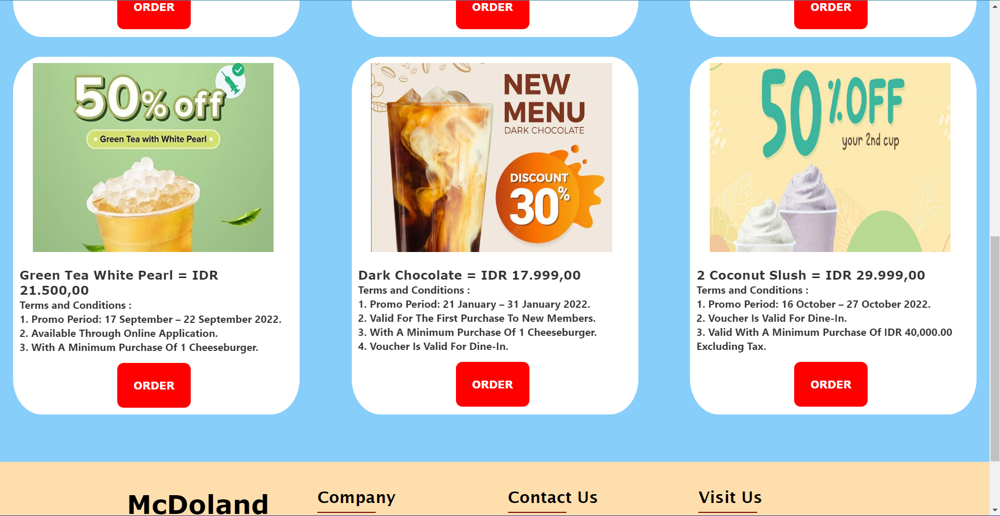 ORDER
ORDER
ORDER
50% off
Green Tea with White Pearl
Green Tea White Pearl = IDR
21.500,00
Terms and Conditions :
1. Promo Period: 17 September – 22 September 2022.
2. Available Through Online Application.
3. With A Minimum Purchase Of 1 Cheeseburger.
ORDER
NEW
MENU
DARK CHOCOLATE
DISCOUNT
30%
Dark Chocolate = IDR 17.999,00
Terms and Conditions :
1. Promo Period: 21 January – 31 January 2022.
2. Valid For The First Purchase To New Members.
3. With A Minimum Purchase Of 1 Cheeseburger.
4. Voucher Is Valid For Dine-In.
ORDER
50% OFF
your 2nd cup
2 Coconut Slush = IDR 29.999,00
Terms and Conditions :
1. Promo Period: 16 October – 27 October 2022.
2. Voucher Is Valid For Dine-In.
3. Valid With A Minimum Purchase Of IDR 40,000.00
Excluding Tax.
ORDER
McDoland
Company
Contact Us
Visit Us